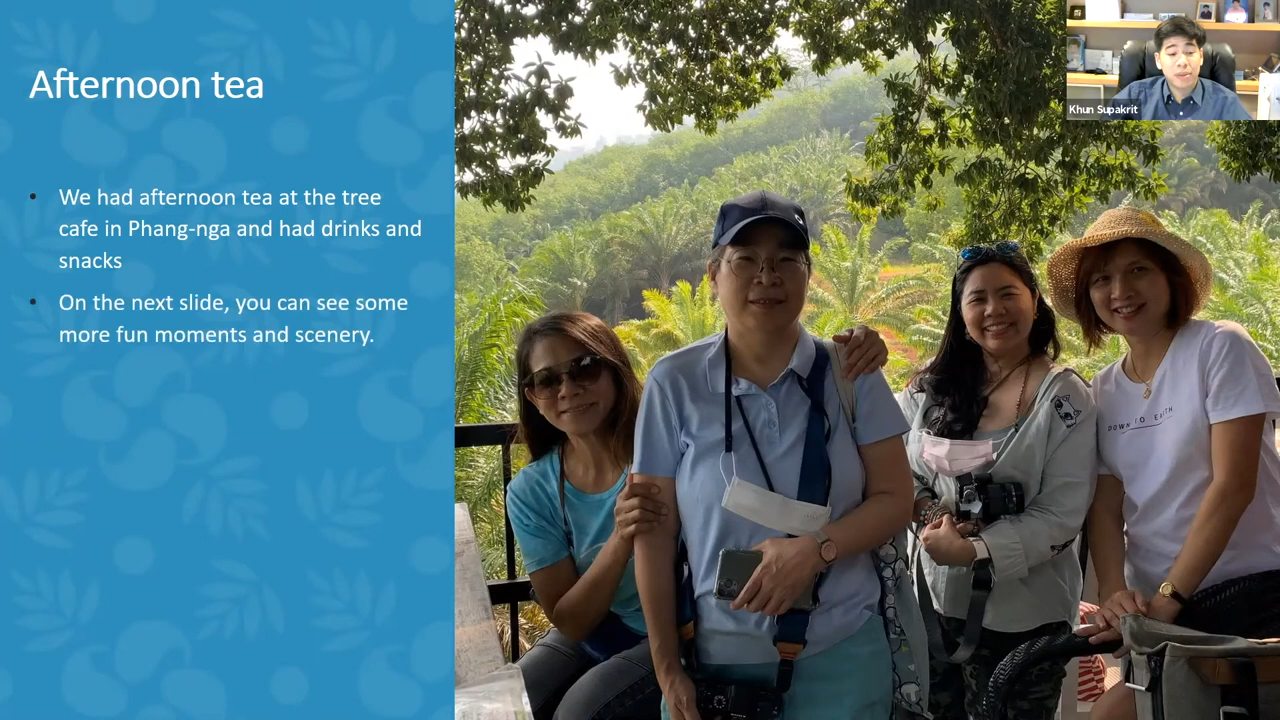 Afternoon tea
• We had afternoon tea at the tree
cafe in Phang-nga and had drinks and
snacks
• On the next slide, you can see some
more fun moments and scenery.
Khun Supakrit
DOWN TO EARTH